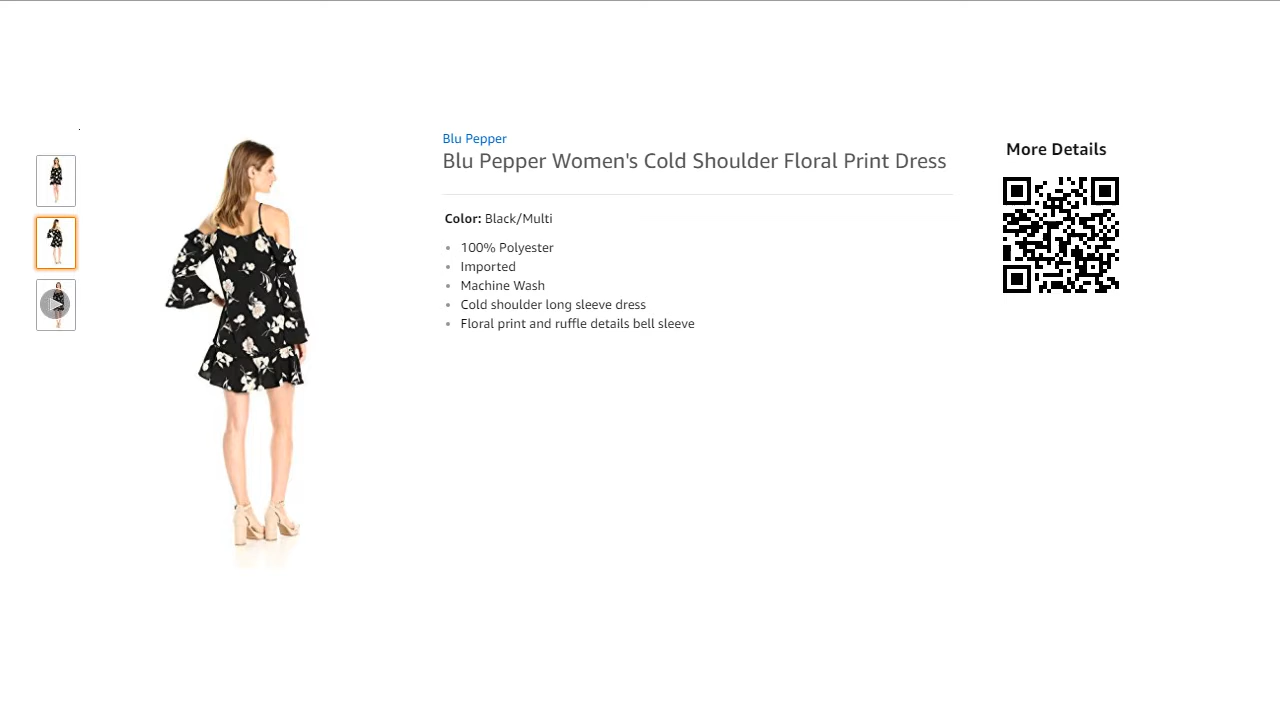 Blu Pepper
Blu Pepper Women's Cold Shoulder Floral Print Dress
More Details
Color: Black/Multi
100% Polyester
Imported
Machine Wash
Cold shoulder long sleeve dress
Floral print and ruffle details bell sleeve